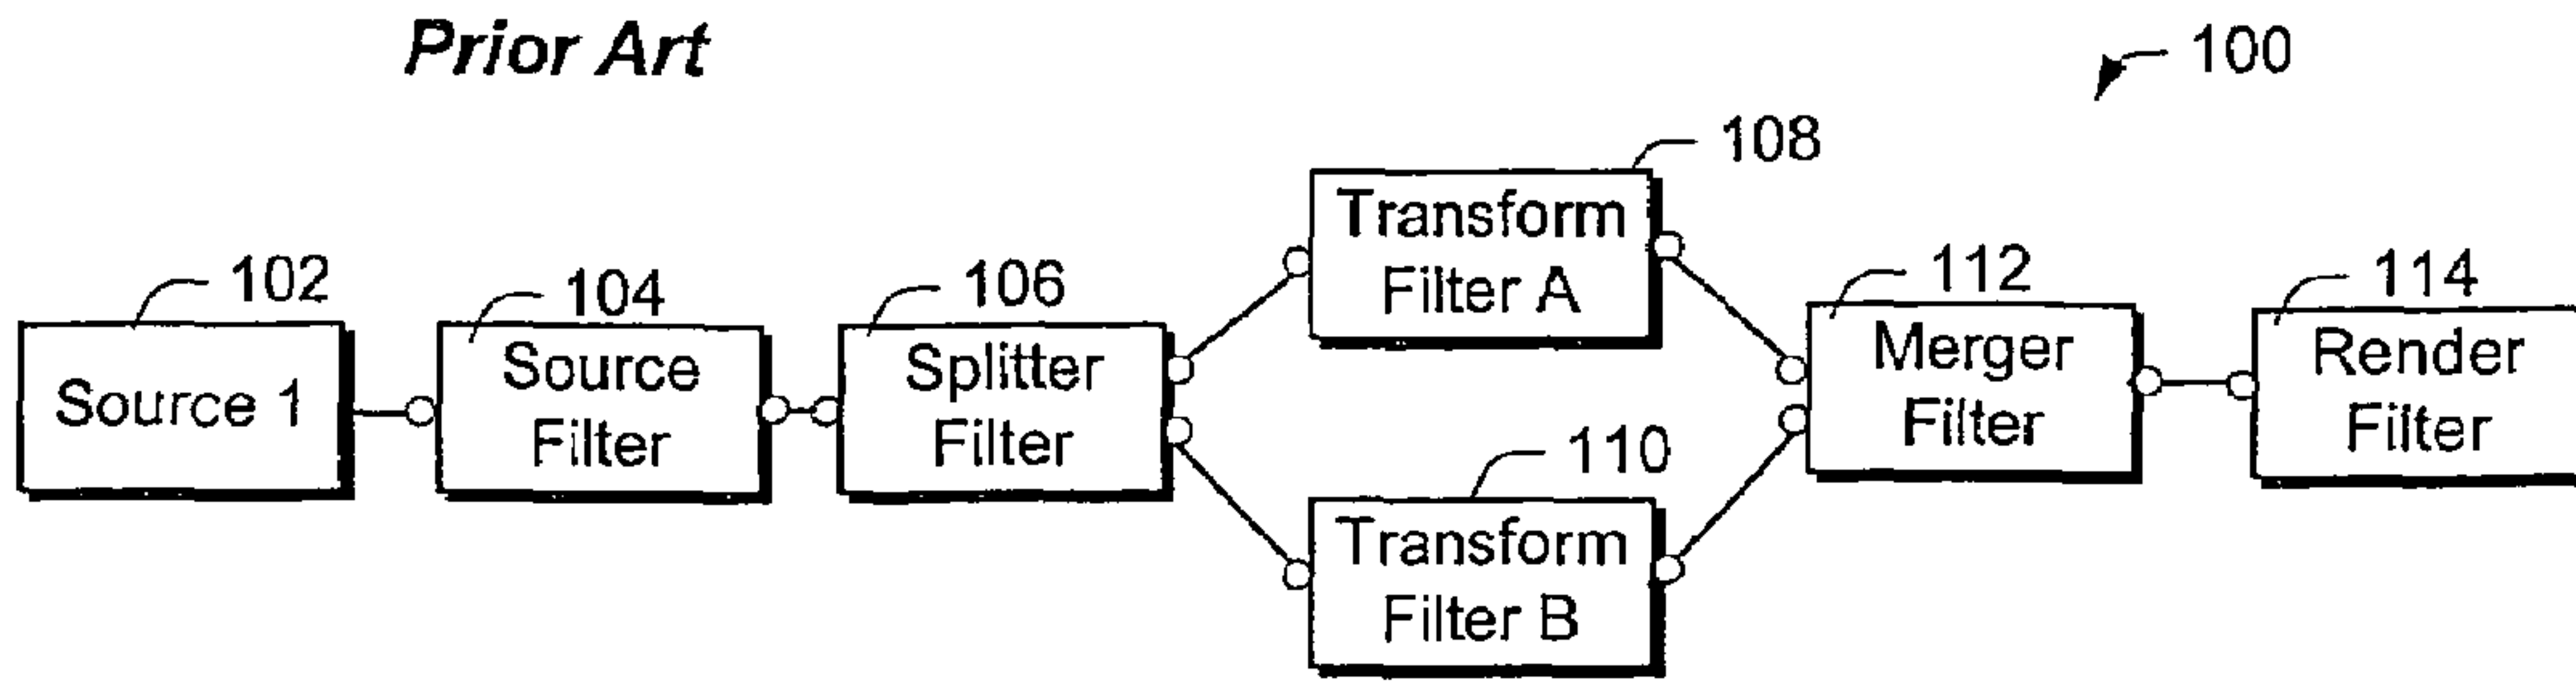 Prior Art
100
108
Transform
Filter A
102
Source 1
104
Source
Filter
106
Splitter
Filter
110
Transform
Filter B
112
Merger
Filter
114
Render
Filter